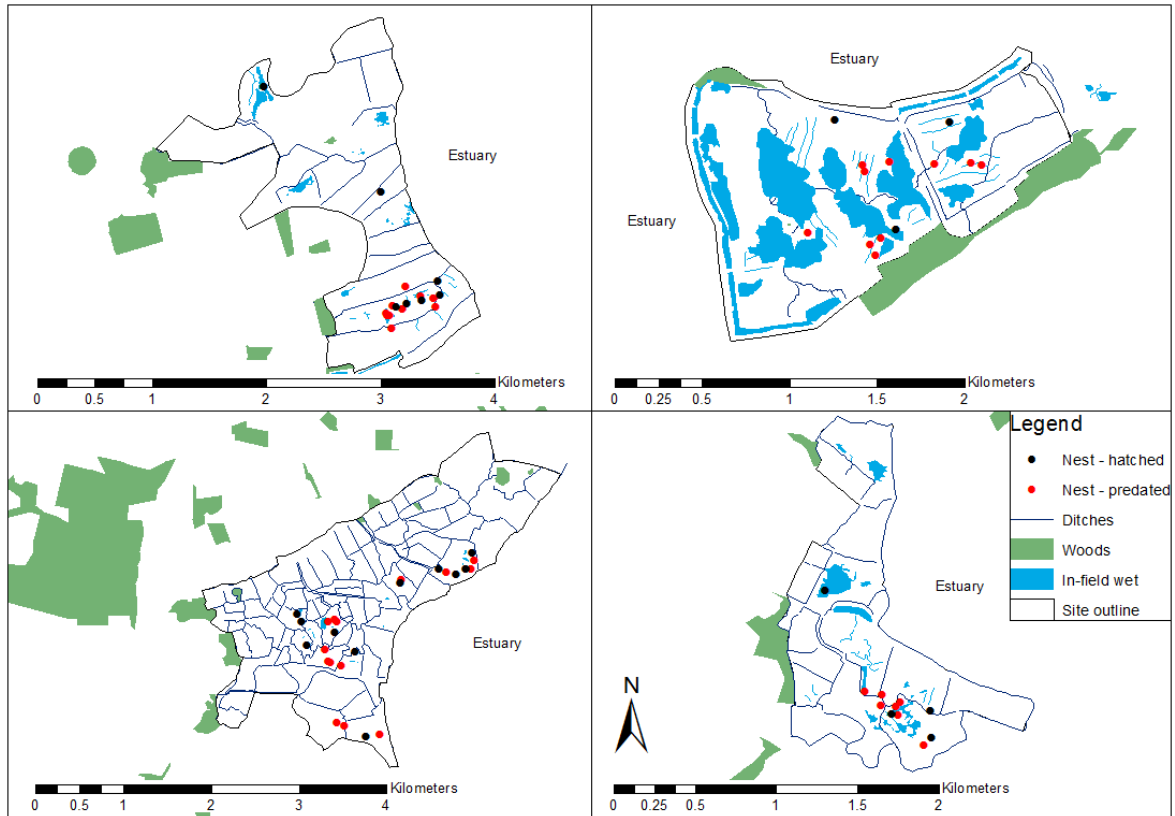 Estuary
Kilometers
0 0.5 1 2 3 4
Estuary
Estuary
Kilometers
0 0.25 0.5 1 1.5 2
Estuary
Kilometers
0 0.5 1 2 3 4
Legend
Nest - hatched
Nest - predated
Ditches
Woods
In-field wet
Site outline
Estuary
N
Kilometers
0 0.25 0.5 1 1.5 2